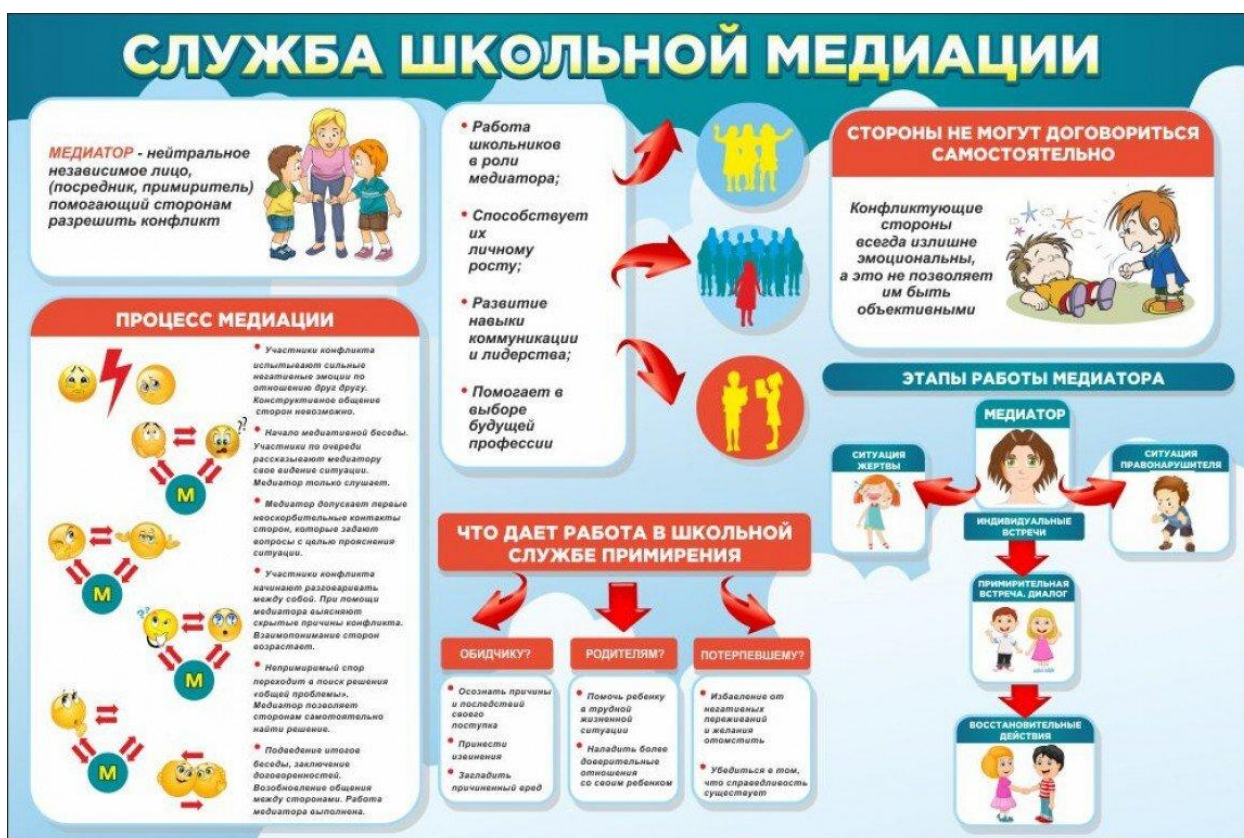 СЛУЖБА ШКОЛЬНОЙ МЕДИАЦИИ
МЕДИАТОР - нейтральное
независимое лицо,
(посредник, примиритель)
помогающий сторонам
разрешить конфликт
ПРОЦЕСС МЕДИАЦИИ
• Участники конфликта
испытывают сильные
негативные эмоции по
отношению друг другу.
Конструктивное общение
сторон невозможно.
• Начало медиативной беседы.
Участники по очереди
рассказывают медиатору
свое видение ситуации.
Медиатор только слушает.
• Медиатор допускает первые
неоскорбительные контакты
сторон, которые задают
вопросы с целью прояснения
ситуации.
• Участники конфликта
начинают разговаривать
между собой. При помощи
медиатора выясняют
скрытые причины конфликта.
Взаимопонимание сторон
возрастает.
• Непримиримый спор
переходит в поиск решения
«общей проблемы».
Медиатор позволяет
сторонам самостоятельно
найти решение.
• Подведение итогов
беседы, заключение
договоренностей.
Возобновление общения
между сторонами. Работа
медиатора выполнена.
??
М
М
??
М
М
• Работа
школьников
в роли
медиатора;
• Способствует
их
личному
росту;
• Развитие
навыки
коммуникации
и лидерства;
• Помогает в
выборе
будущей
профессии
ЧТО ДАЕТ РАБОТА В ШКОЛЬНОЙ
СЛУЖБЕ ПРИМИРЕНИЯ
ОБИДЧИКУ?
• Осознать причины
и последствий
своего
поступка
• Принести
извинения
• Загладить
причиненный вред
РОДИТЕЛЯМ?
• Помочь ребенку
в трудной
жизненной
ситуации
• Наладить более
доверительные
отношения
со своим ребенком
ПОТЕРПЕВШЕМУ?
• Избавление от
негативных
переживаний
и желания
отомстить
• Убедиться в том,
что справедливость
существует
СТОРОНЫ НЕ МОГУТ ДОГОВОРИТЬСЯ
САМОСТОЯТЕЛЬНО
Конфликтующие
стороны
всегда излишне
эмоциональны,
а это не позволяет
им быть
объективными
ЭТАПЫ РАБОТЫ МЕДИАТОРА
МЕДИАТОР
СИТУАЦИЯ
ЖЕРТВЫ
СИТУАЦИЯ
ПРАВОНАРУШИТЕЛЯ
ИНДИВИДУАЛЬНЫЕ
ВСТРЕЧИ
ПРИМИРИТЕЛЬНАЯ
ВСТРЕЧА. ДИАЛОГ
ВОССТАНОВИТЕЛЬНЫЕ
ДЕЙСТВИЯ